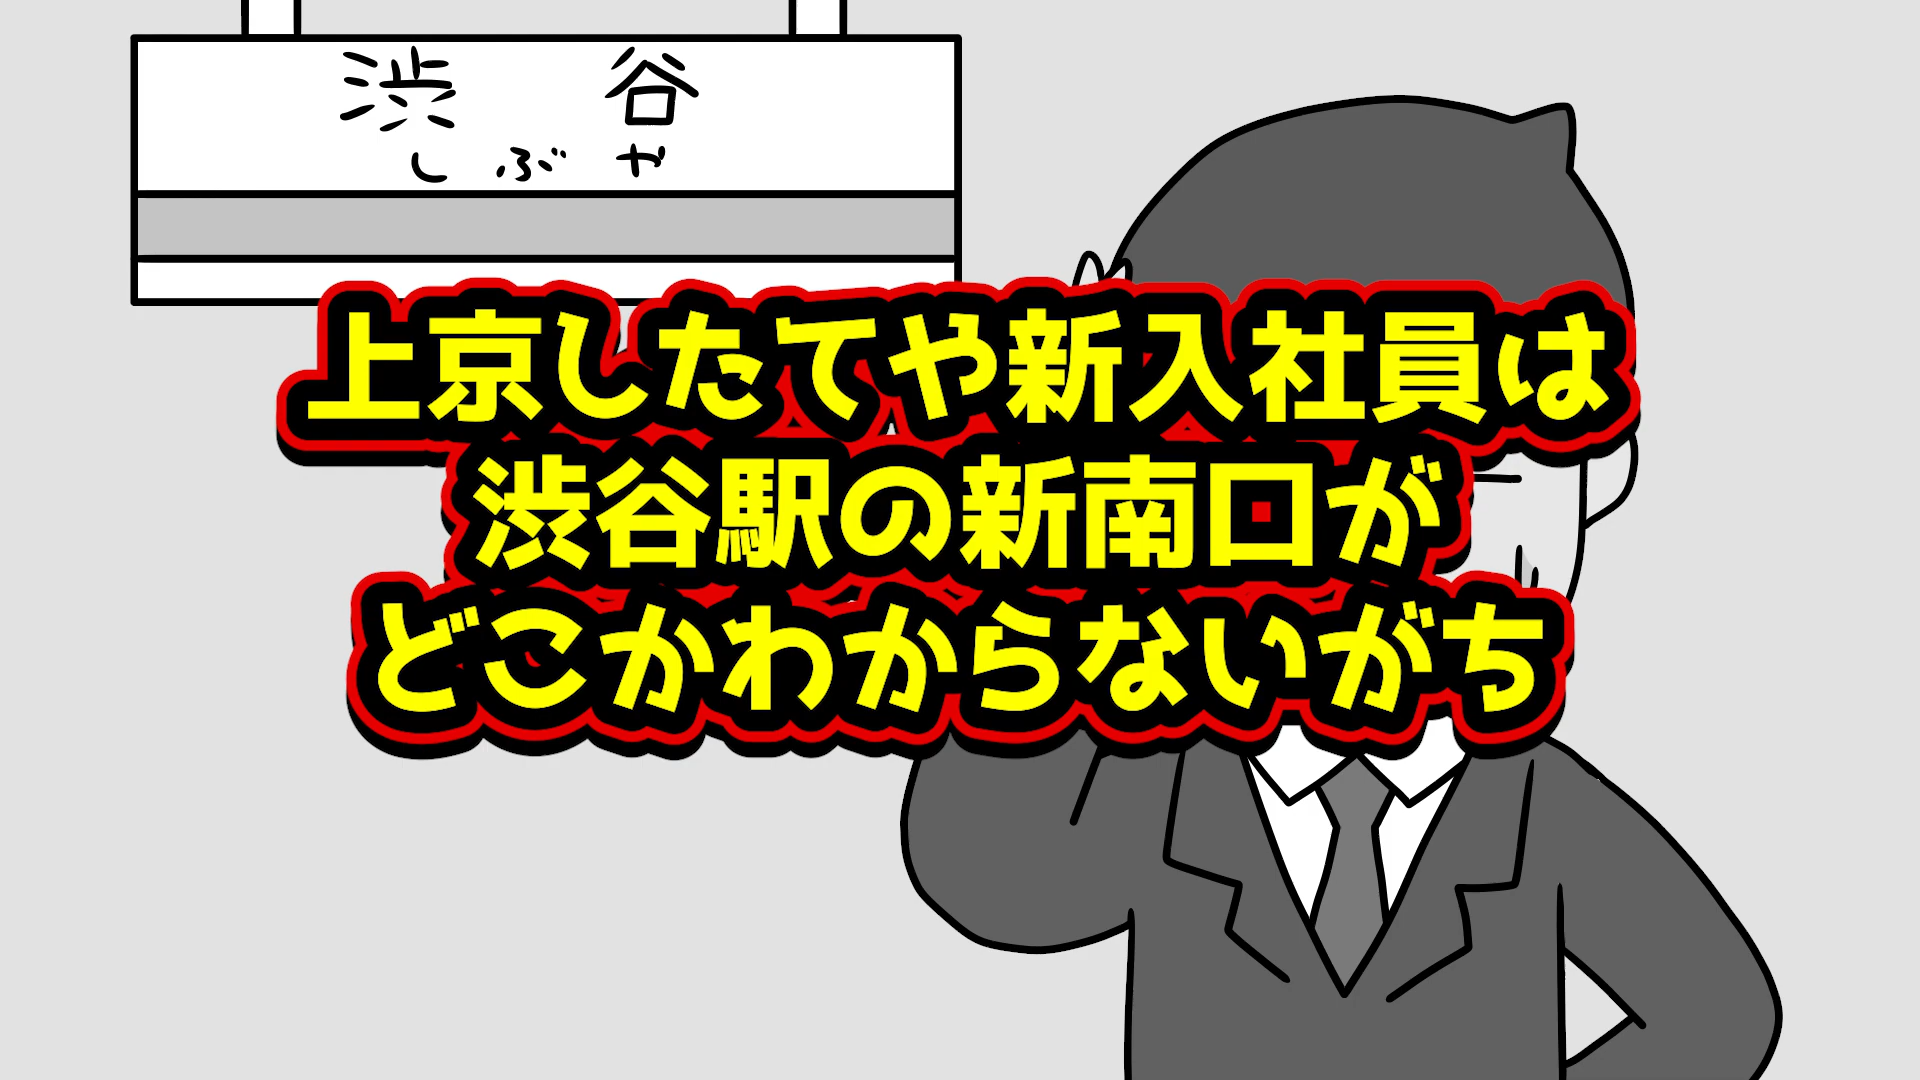 渋谷
しぶや
上京したてや新入社員は
渋谷駅の新南口が
どこかわからないがち